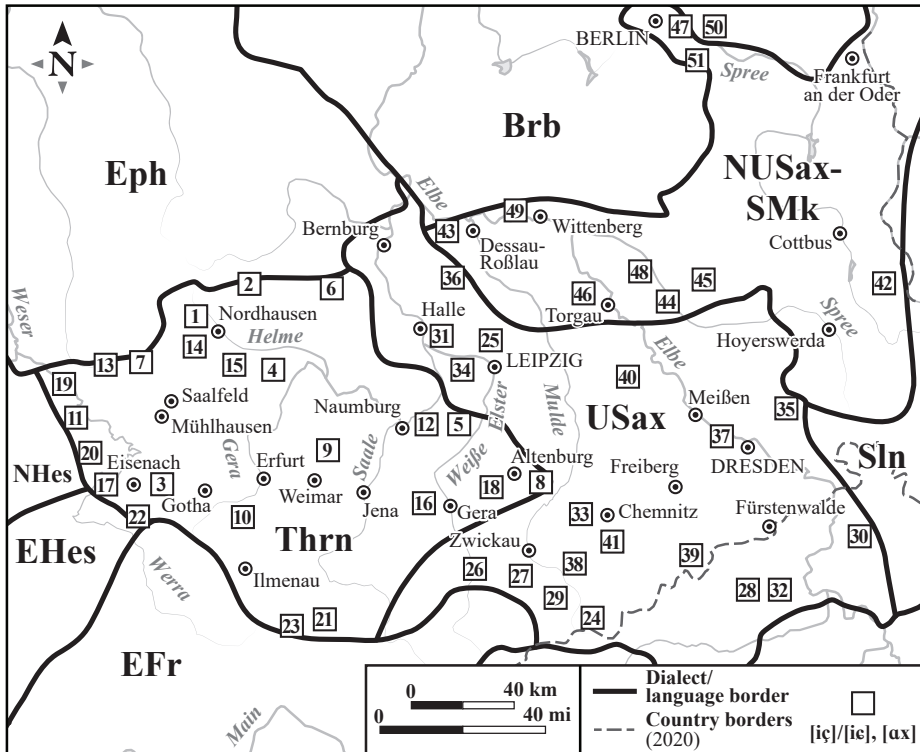 BERLIN
47
50
51
Spree
Frankfurt
an der Oder
N
Brb
Eph
NUSax-
SMk
Elbe
49
Wittenberg
Bernburg
43
Dessau-
Roßlau
Cottbus
36
48
45
42
2
6
46
44
Weser
1
Nordhausen
Halle
Torgau
Spree
Helme
31
25
Hoyerswerda
14
13
7
15
4
34
LEIPZIG
Elbe
19
40
Saalfeld
Mulde
Meißen
35
11
Mühlhausen
Naumburg
12
5
Elster
USax
37
20
Gera
9
Saale
Weiße
Altenburg
DRESDEN
Sln
NHes
Eisenach
Erfurt
Freiberg
17
3
Gotha
Weimar
Jena
16
18
8
22
10
Thrn
Gera
33
Chemnitz
Fürstenwalde
30
EHes
Zwickau
41
39
Werra
Ilmenau
26
27
38
28
32
29
23
21
24
EFr
Main
0 40 km
0 40 mi
Dialect/
language border
Country borders
(2020)
[iç]/[iɕ], [ɑx]